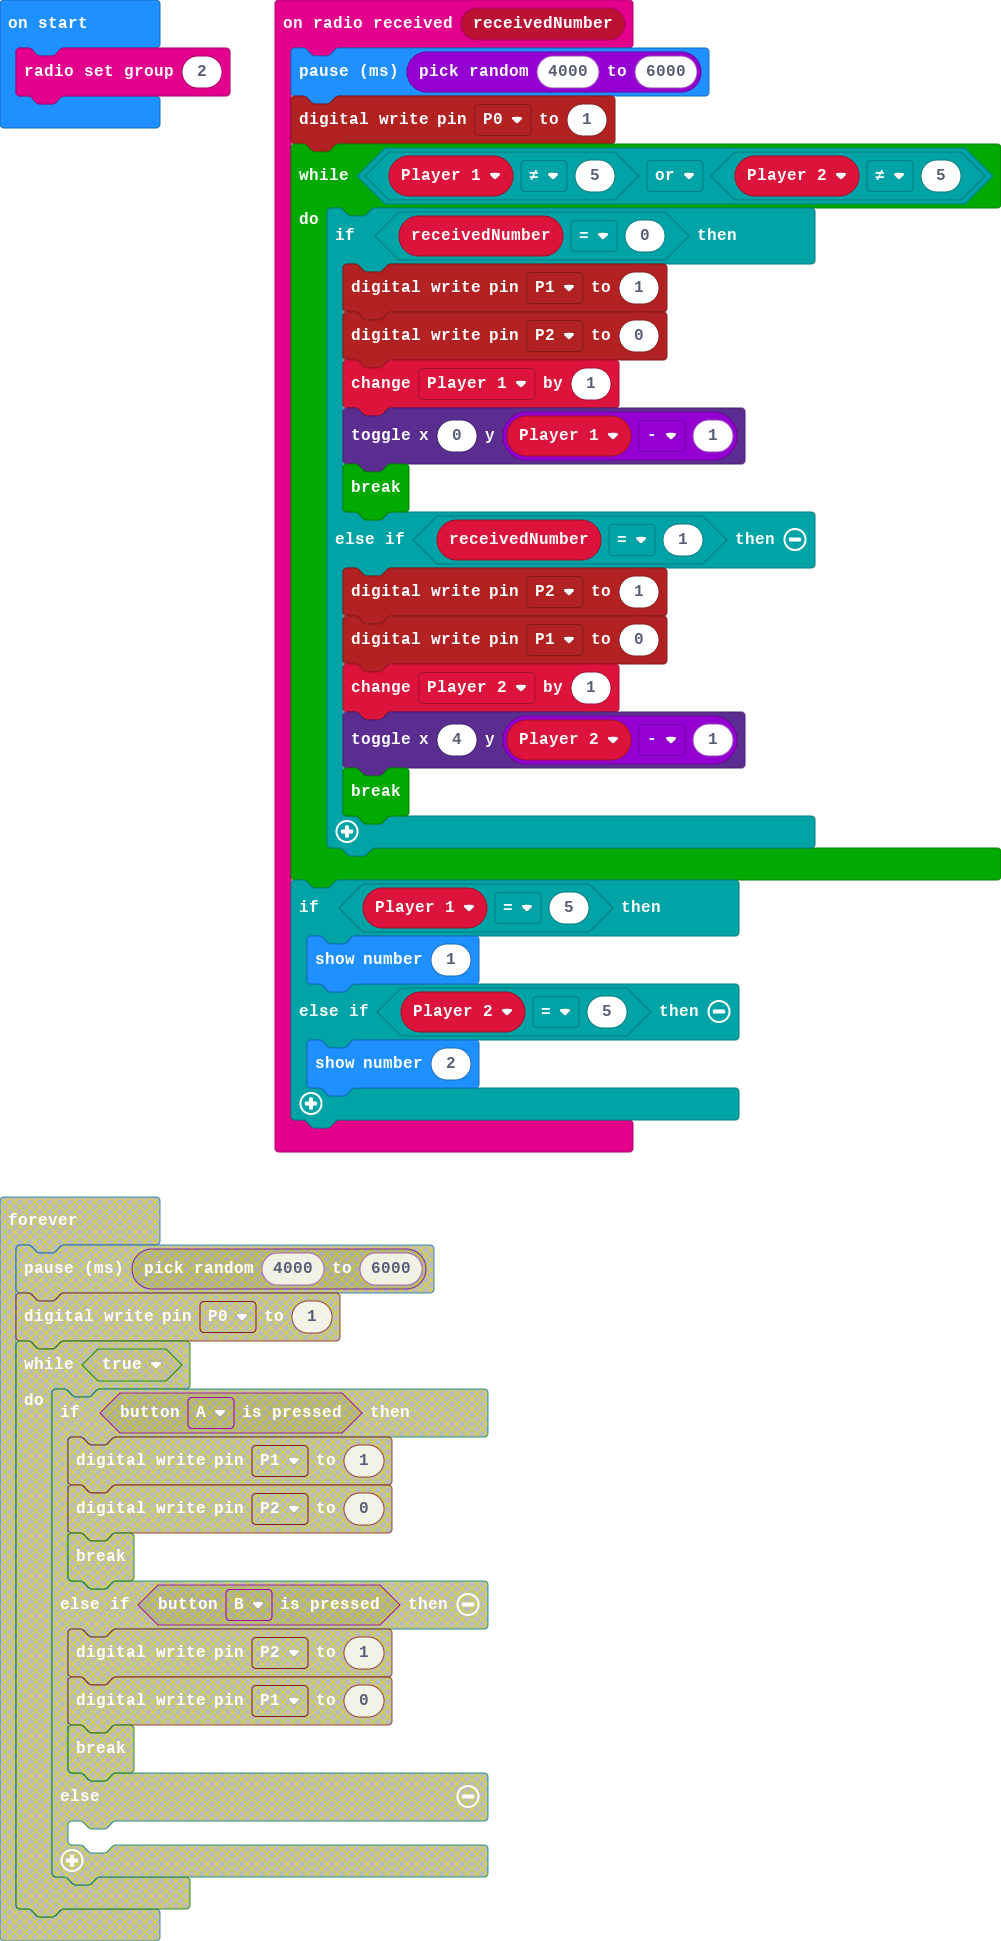 on start
radio set group 2
on radio received receivedNumber
pause (ms) pick random 4000 to 6000
digital write pin P0 to 1
while Player 1 ≠ 5 or Player 2 ≠ 5
do
if receivedNumber = 0 then
digital write pin P1 to 1
digital write pin P2 to 0
change Player 1 by 1
toggle x 0 y Player 1 - 1
break
else if receivedNumber = 1 then
digital write pin P2 to 1
digital write pin P1 to 0
change Player 2 by 1
toggle x 4 y Player 2 - 1
break
if Player 1 = 5 then
show number 1
else if Player 2 = 5 then
show number 2
forever
pause (ms) pick random 4000 to 6000
digital write pin P0 to 1
while true
do
if button A is pressed then
digital write pin P1 to 1
digital write pin P2 to 0
break
else if button B is pressed then
digital write pin P2 to 1
digital write pin P1 to 0
break
else